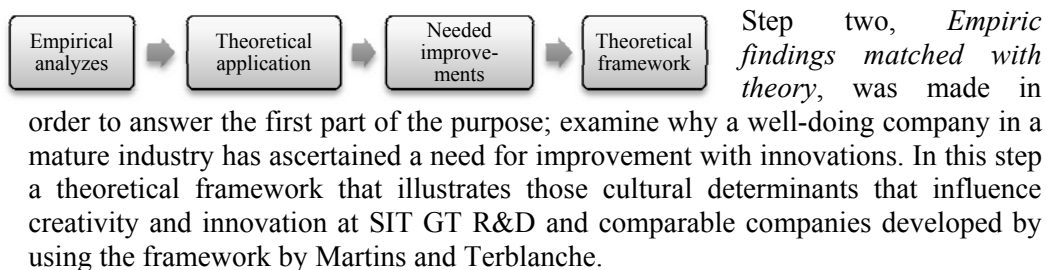 Empirical
analyzes
Theoretical
application
Needed
improve-
ments
Theoretical
framework
Step two, Empiric
findings matched with
theory, was made in
order to answer the first part of the purpose; examine why a well-doing company in a
mature industry has ascertained a need for improvement with innovations. In this step
a theoretical framework that illustrates those cultural determinants that influence
creativity and innovation at SIT GT R&D and comparable companies developed by
using the framework by Martins and Terblanche.